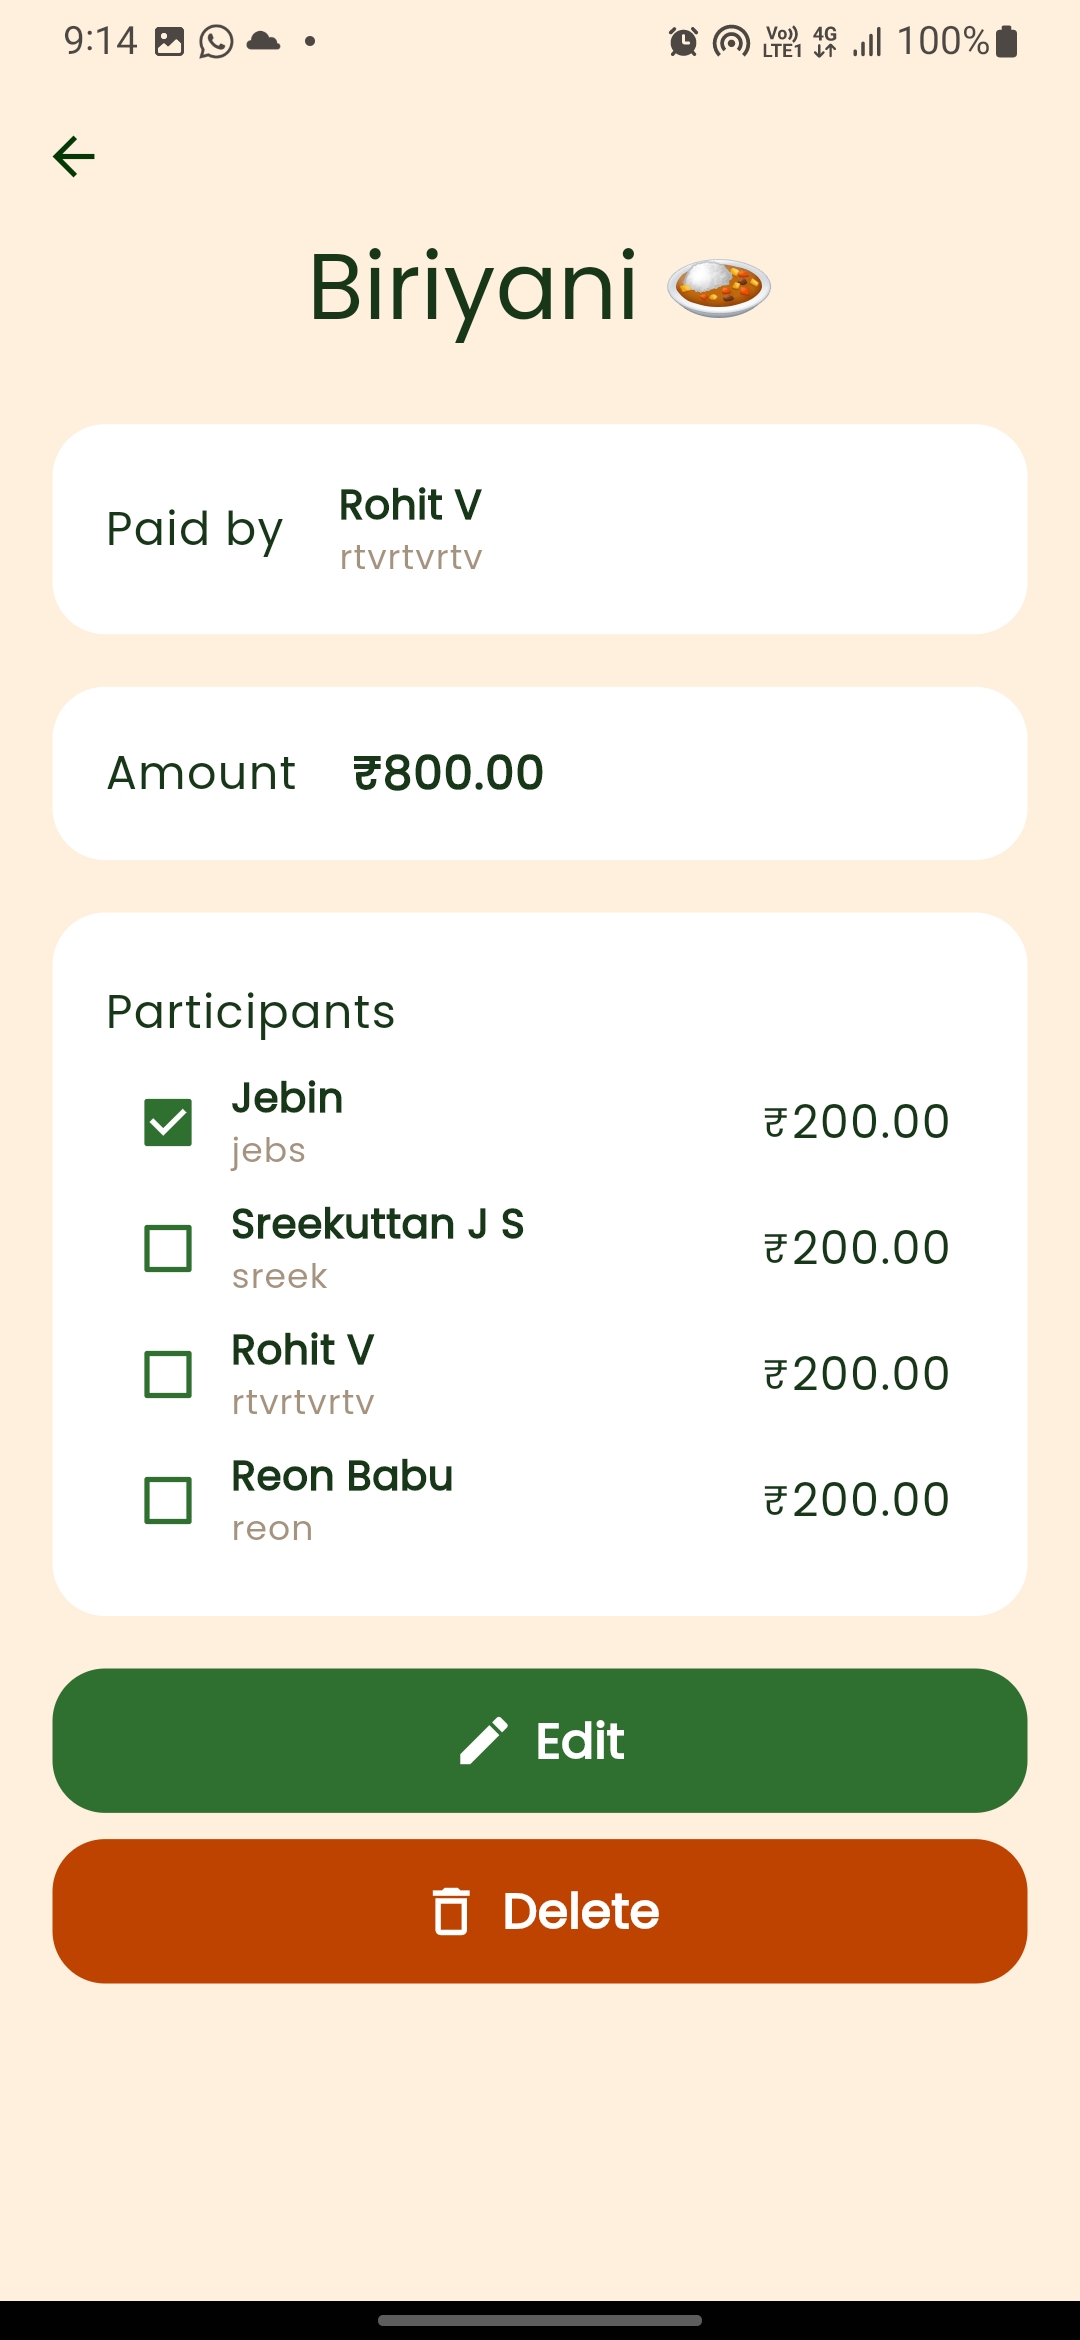 9:14
Vo))
LTE1
4G
100%
Biriyani 🍛
Paid by
Rohit V
rtvrtvrtv
Amount
₹800.00
Participants
Jebin
jebs
₹200.00
Sreekuttan J S
sreek
₹200.00
Rohit V
rtvrtvrtv
₹200.00
Reon Babu
reon
₹200.00
Edit
Delete